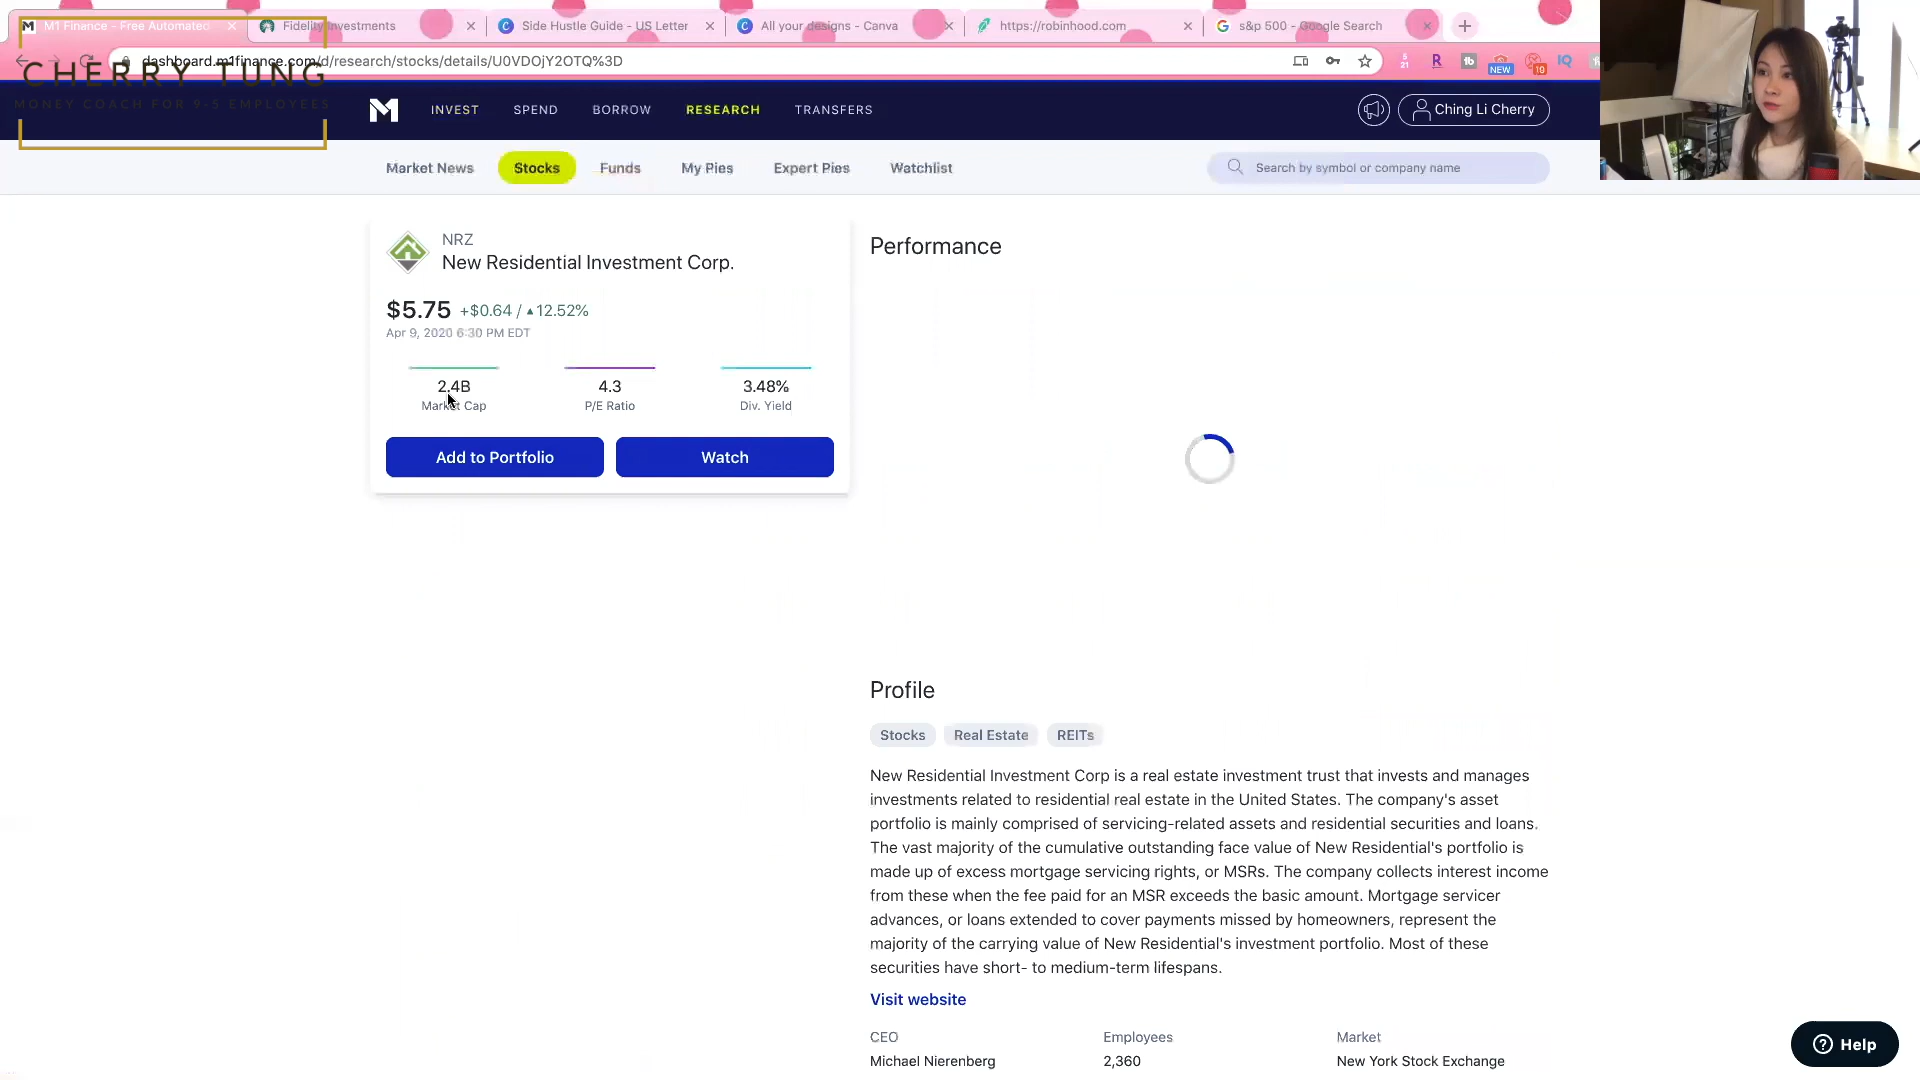 M1 Finance - Free Automated
Fidelity Investments
Side Hustle Guide - US Letter
All your designs - Canva
https://robinhood.com
s&p 500 - Google Search
dashboard.m1finance.com/d/research/stocks/details/U0VDOjY2OTQ%3D
CHERRY TUNG
MONEY COACH FOR 9-5 EMPLOYEES
INVEST
SPEND
BORROW
RESEARCH
TRANSFERS
Ching Li Cherry
Market News
Stocks
Funds
My Pies
Expert Pies
Watchlist
Search by symbol or company name
NRZ
New Residential Investment Corp.
$5.75 +$0.64 / ▲12.52%
Apr 9, 2020 6:30 PM EDT
2.4B
Market Cap
4.3
P/E Ratio
3.48%
Div. Yield
Add to Portfolio
Watch
Performance
Profile
Stocks
Real Estate
REITs
New Residential Investment Corp is a real estate investment trust that invests and manages
investments related to residential real estate in the United States. The company's asset
portfolio is mainly comprised of servicing-related assets and residential securities and loans.
The vast majority of the cumulative outstanding face value of New Residential's portfolio is
made up of excess mortgage servicing rights, or MSRs. The company collects interest income
from these when the fee paid for an MSR exceeds the basic amount. Mortgage servicer
advances, or loans extended to cover payments missed by homeowners, represent the
majority of the carrying value of New Residential's investment portfolio. Most of these
securities have short- to medium-term lifespans.
Visit website
CEO
Michael Nierenberg
Employees
2,360
Market
New York Stock Exchange
Help